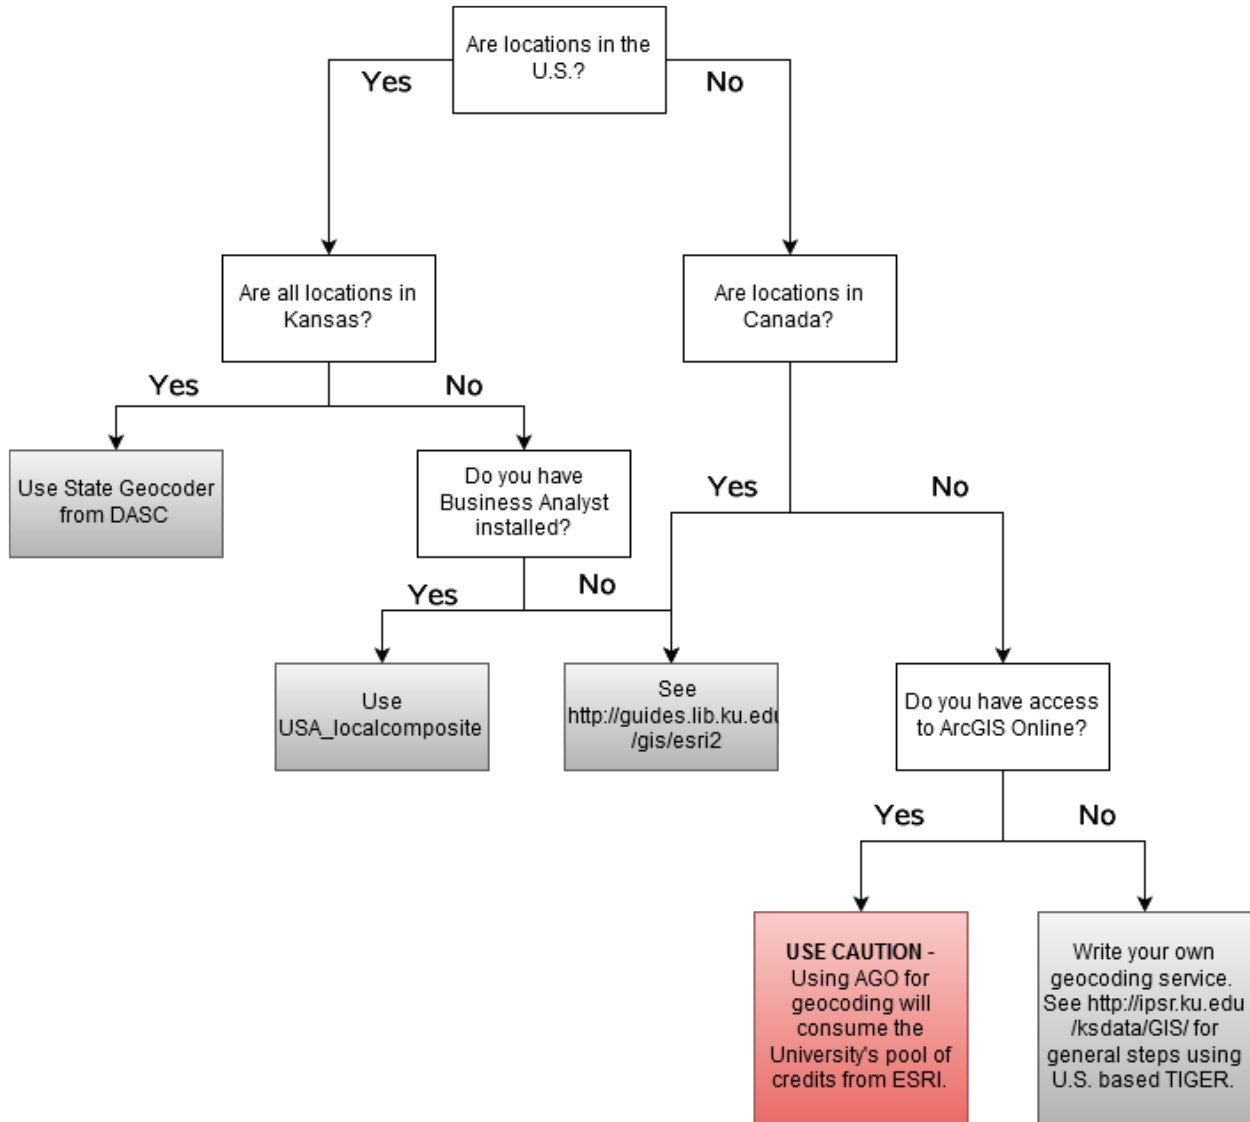 Are locations in the
U.S.?
Yes
No
Are all locations in
Kansas?
Are locations in
Canada?
Yes
No
Use State Geocoder
from DASC
Do you have
Business Analyst
installed?
Yes
No
Yes
No
Use
USA_localcomposite
See
http://guides.lib.ku.edu
/gis/esri2
Do you have access
to ArcGIS Online?
Yes
No
USE CAUTION -
Using AGO for
geocoding will
consume the
University's pool of
credits from ESRI.
Write your own
geocoding service.
See http://ipsr.ku.edu
/ksdata/GIS/ for
general steps using
U.S. based TIGER.